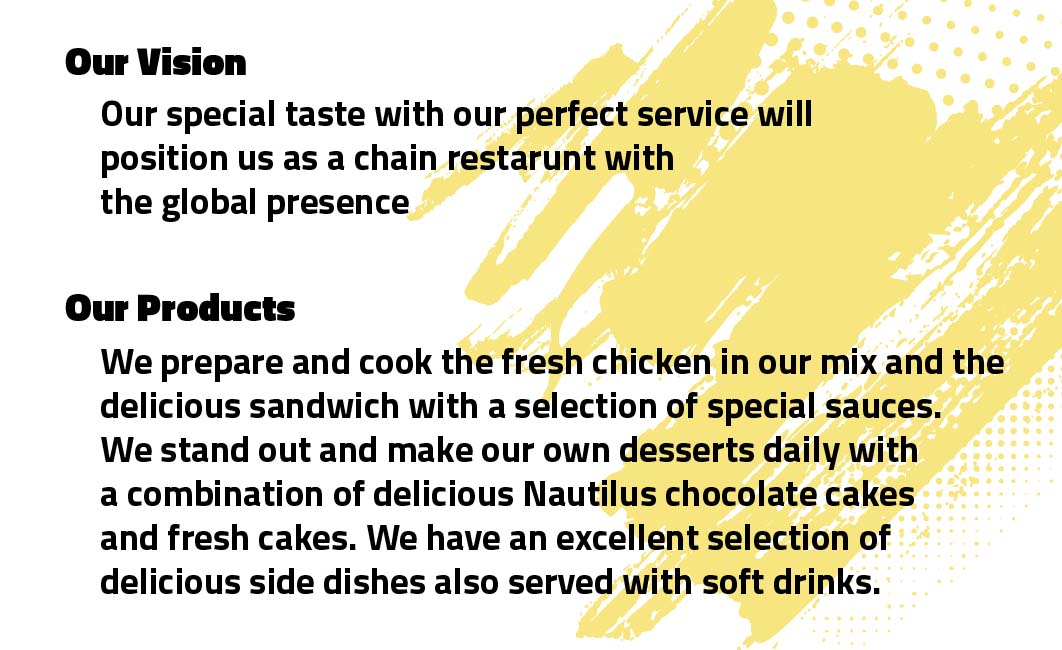 Our Vision
Our special taste with our perfect service will
position us as a chain restarunt with
the global presence
Our Products
We prepare and cook the fresh chicken in our mix and the
delicious sandwich with a selection of special sauces.
We stand out and make our own desserts daily with
a combination of delicious Nautilus chocolate cakes
and fresh cakes. We have an excellent selection of
delicious side dishes also served with soft drinks.